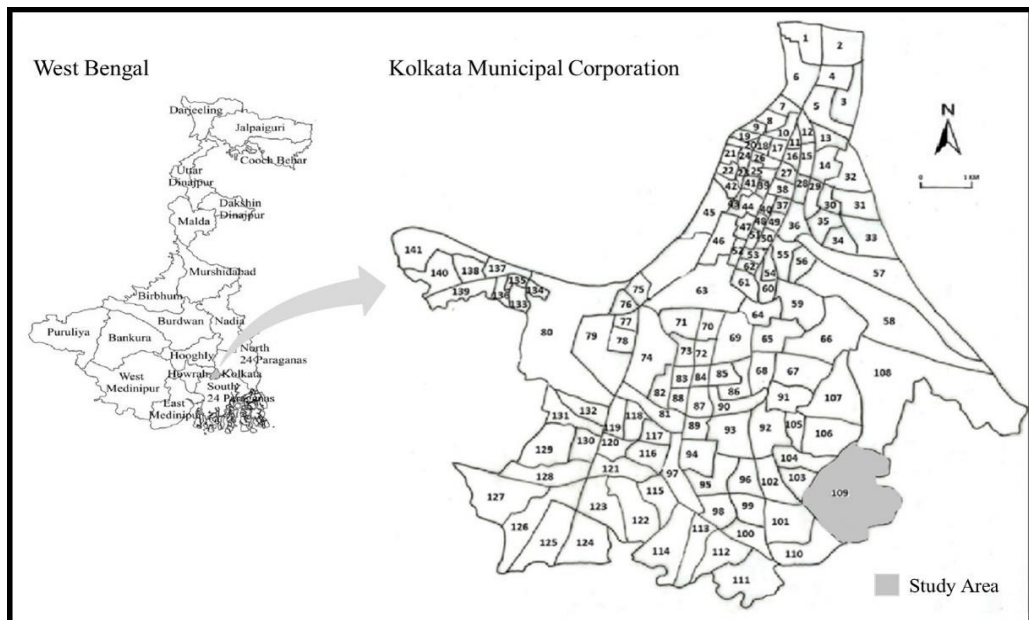 West Bengal
Kolkata Municipal Corporation
Darjeeling
Jalpaiguri
Cooch Behar
Uttar
Dinajpur
Dakshin
Dinajpur
Malda
Murshidabad
Birbhum
Burdwan
Nadia
Puruliya
Bankura
Hooghly
North
24 Paraganas
Howrah
Kolkata
West
Medinipur
South
24 Paraganas
East
Medinipur
N
0 1 KM
1 2
6 4
3
7 5
8
9 10 12 13
19 11
20 18 17
21 24 26 16 15 14
22 23 25 27 32
42 41 39 38 28 29
43 44 40 37 30 31
45 48 49 36 35
46 47 51 50 34 33
52 53 55 56 57
62 54
61 60
141
140 138 137
139 135
136 134
133
75 63 59
76 64 58
77 71 70 69 65 66
80 79 78
74 73 72 68 67 108
83 84 85
82 88 86 91 107
87 90
131 132 118 81 89 93 92 105 106
119
130 120 117
129 116 94 104
121 97
128 95 96 102 103
127 115 109
123 98 99
126 122 113 101
125 124 114 112 100 110
111
Study Area